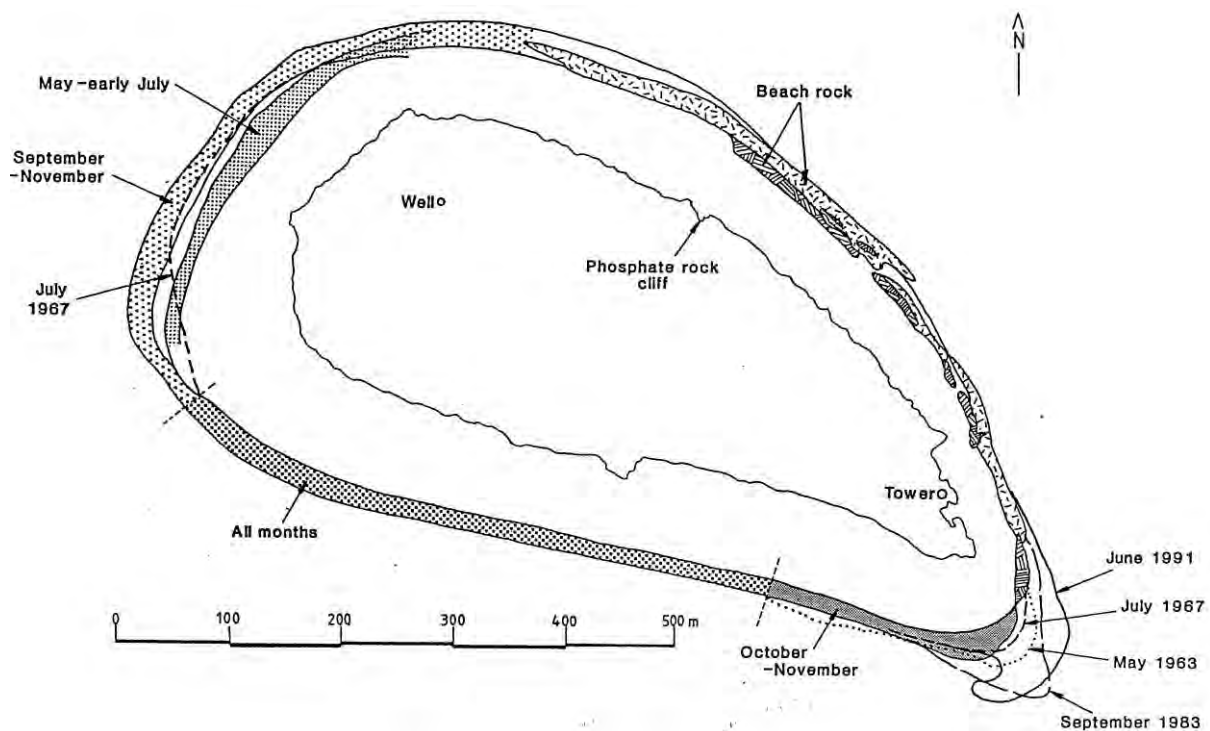 N
May –early July
Beach rock
September
–November
Well
Phosphate rock
cliff
July
1967
Tower
All months
June 1991
0 100 200 300 400 500 m
July 1967
October
–November
May 1963
September 1983